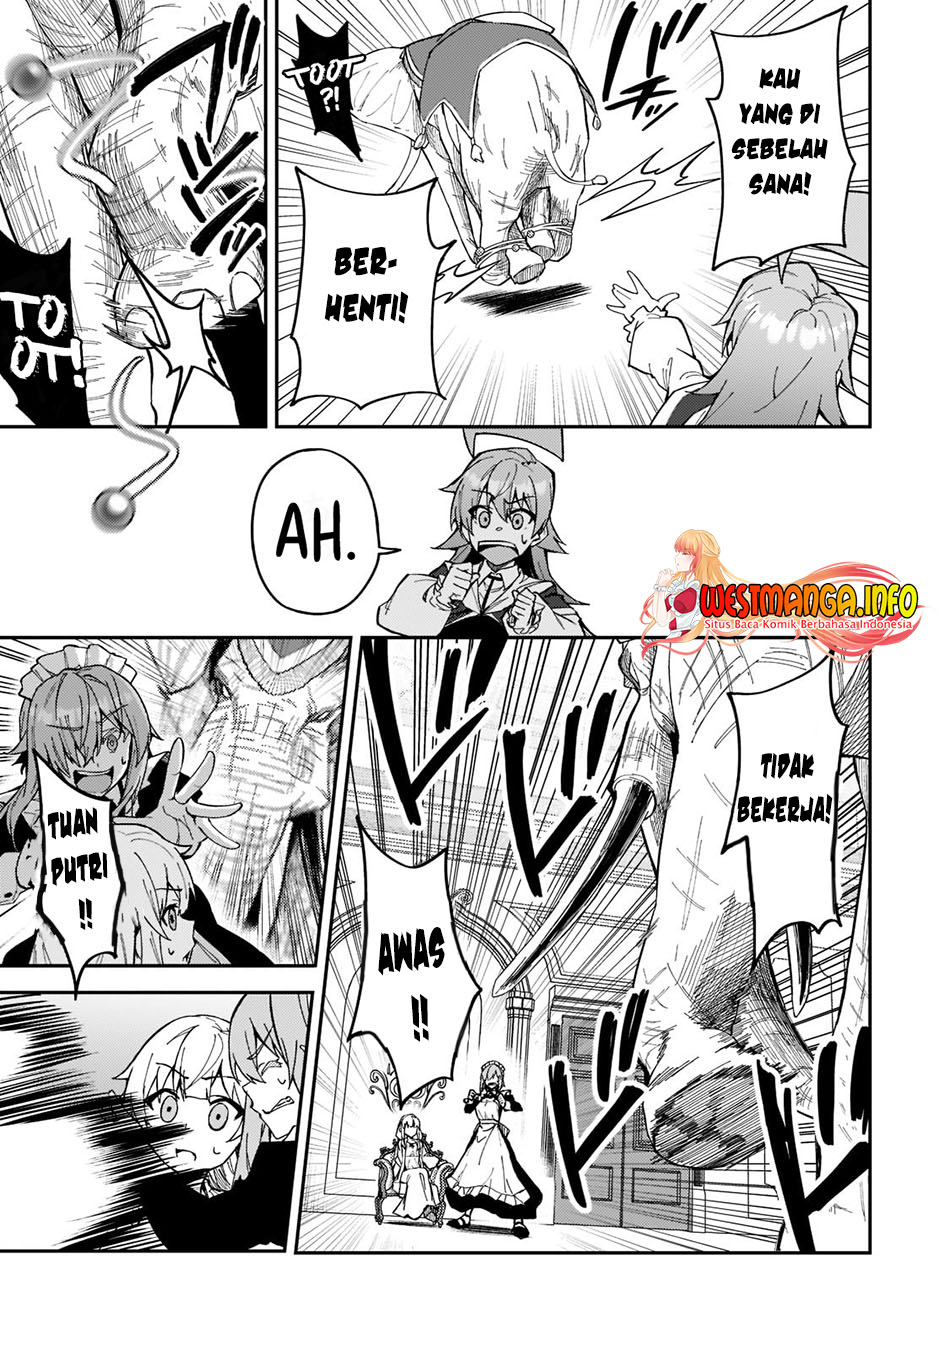 KAU
YANG DI
SEBELAH
SANA!
TOOT
?!
BER-
HENTI!
TO
OT!
AH.
WESTMANGA.INFO
Situs Baca Komik Berbahasa Indonesia
TIDAK
BEKERJA!
AWAS
!!
TUAN
PUTRI
!!